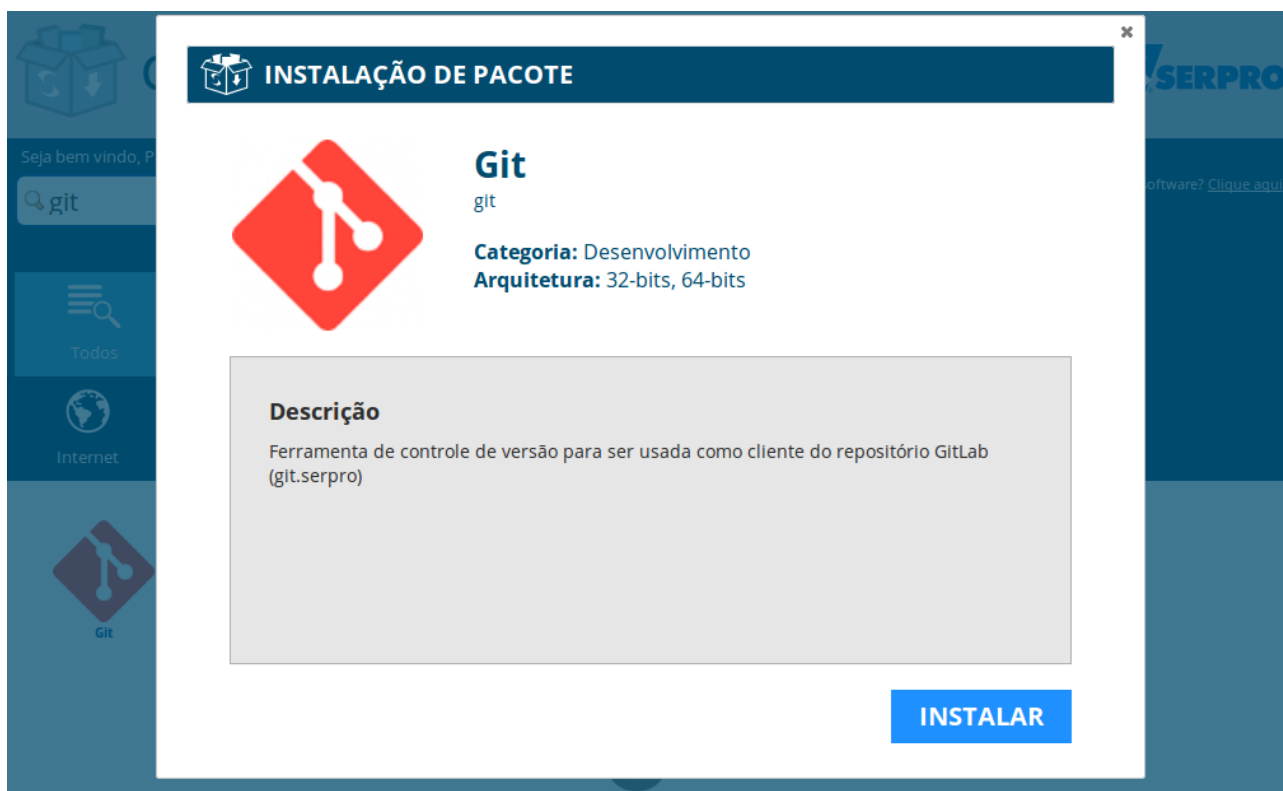 INSTALAÇÃO DE PACOTE
SERPRO
Seja bem vindo, P
git
oftware? Clique aqui
Todos
Internet
Git
Git
git
Categoria: Desenvolvimento
Arquitetura: 32-bits, 64-bits
Descrição
Ferramenta de controle de versão para ser usada como cliente do repositório GitLab
(git.serpro)
INSTALAR